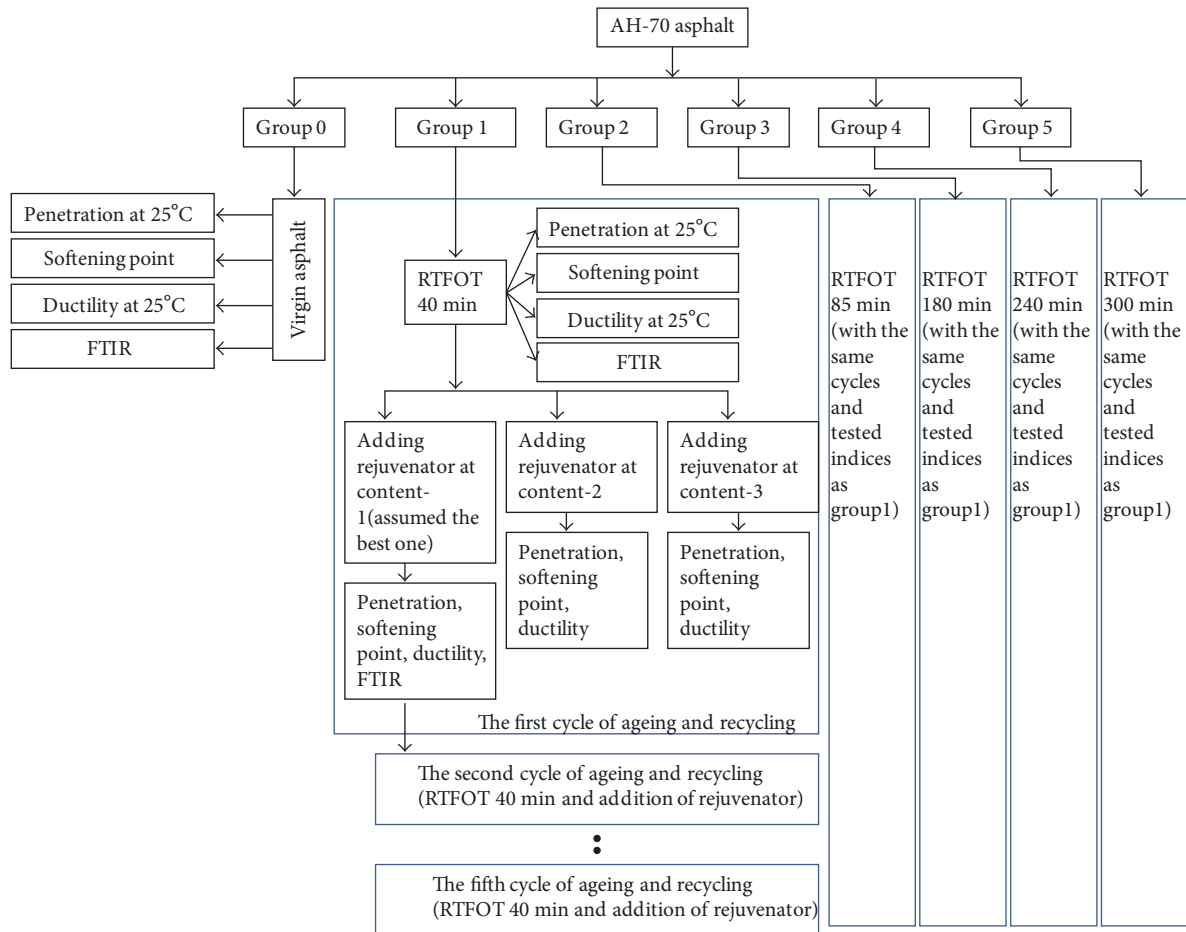 AH-70 asphalt
Group 0
Group 1
Group 2
Group 3
Group 4
Group 5
Penetration at 25°C
Softening point
Ductility at 25°C
FTIR
Virgin asphalt
RTFOT
40 min
Penetration at 25°C
Softening point
Ductility at 25°C
FTIR
Adding
rejuvenator at
content-
1(assumed the
best one)
Adding
rejuvenator at
content-2
Adding
rejuvenator at
content-3
Penetration,
softening
point, ductility,
FTIR
Penetration,
softening
point,
ductility
Penetration,
softening
point,
ductility
The first cycle of ageing and recycling
The second cycle of ageing and recycling
(RTFOT 40 min and addition of rejuvenator)
The fifth cycle of ageing and recycling
(RTFOT 40 min and addition of rejuvenator)
RTFOT
85 min
(with the
same
cycles
and
tested
indices
as
group1)
RTFOT
180 min
(with the
same
cycles
and
tested
indices
as
group1)
RTFOT
240 min
(with the
same
cycles
and
tested
indices
as
group1)
RTFOT
300 min
(with the
same
cycles
and
tested
indices
as
group1)